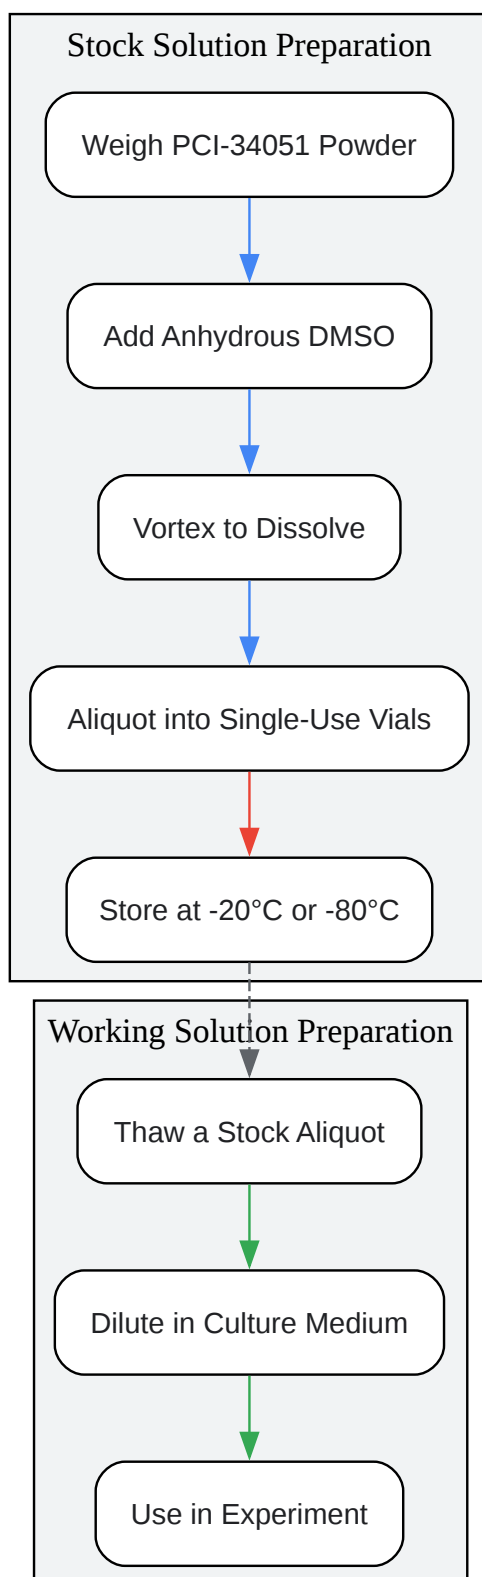 Stock Solution Preparation
Weigh PCI-34051 Powder
Add Anhydrous DMSO
Vortex to Dissolve
Aliquot into Single-Use Vials
Store at -20°C or -80°C
Working Solution Preparation
Thaw a Stock Aliquot
Dilute in Culture Medium
Use in Experiment